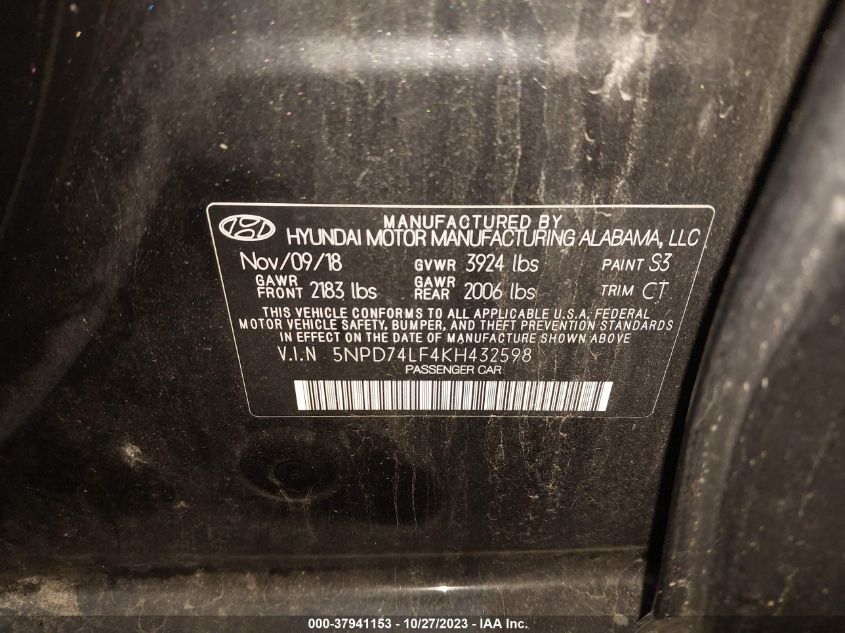 MANUFACTURED BY
HYUNDAI MOTOR MANUFACTURING ALABAMA, LLC
Nov/09/18 GVWR 3924 lbs PAINT S3
GAWR FRONT 2183 lbs GAWR REAR 2006 lbs TRIM CT
THIS VEHICLE CONFORMS TO ALL APPLICABLE U.S.A. FEDERAL
MOTOR VEHICLE SAFETY, BUMPER, AND THEFT PREVENTION STANDARDS
IN EFFECT ON THE DATE OF MANUFACTURE SHOWN ABOVE.
V.I.N 5NPD74LF4KH432598
PASSENGER CAR
000-37941153 - 10/27/2023 - IAA Inc.